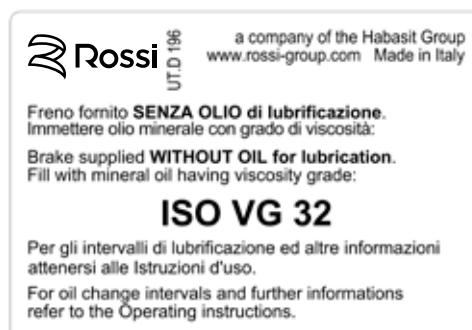 Rossi
UT.D 196
a company of the Habasit Group
www.rossi-group.com Made in Italy
Freno fornito SENZA OLIO di lubrificazione.
Immettere olio minerale con grado di viscosità:
Brake supplied WITHOUT OIL for lubrication.
Fill with mineral oil having viscosity grade:
ISO VG 32
Per gli intervalli di lubrificazione ed altre informazioni
attenersi alle Istruzioni d'uso.
For oil change intervals and further informations
refer to the Operating instructions.